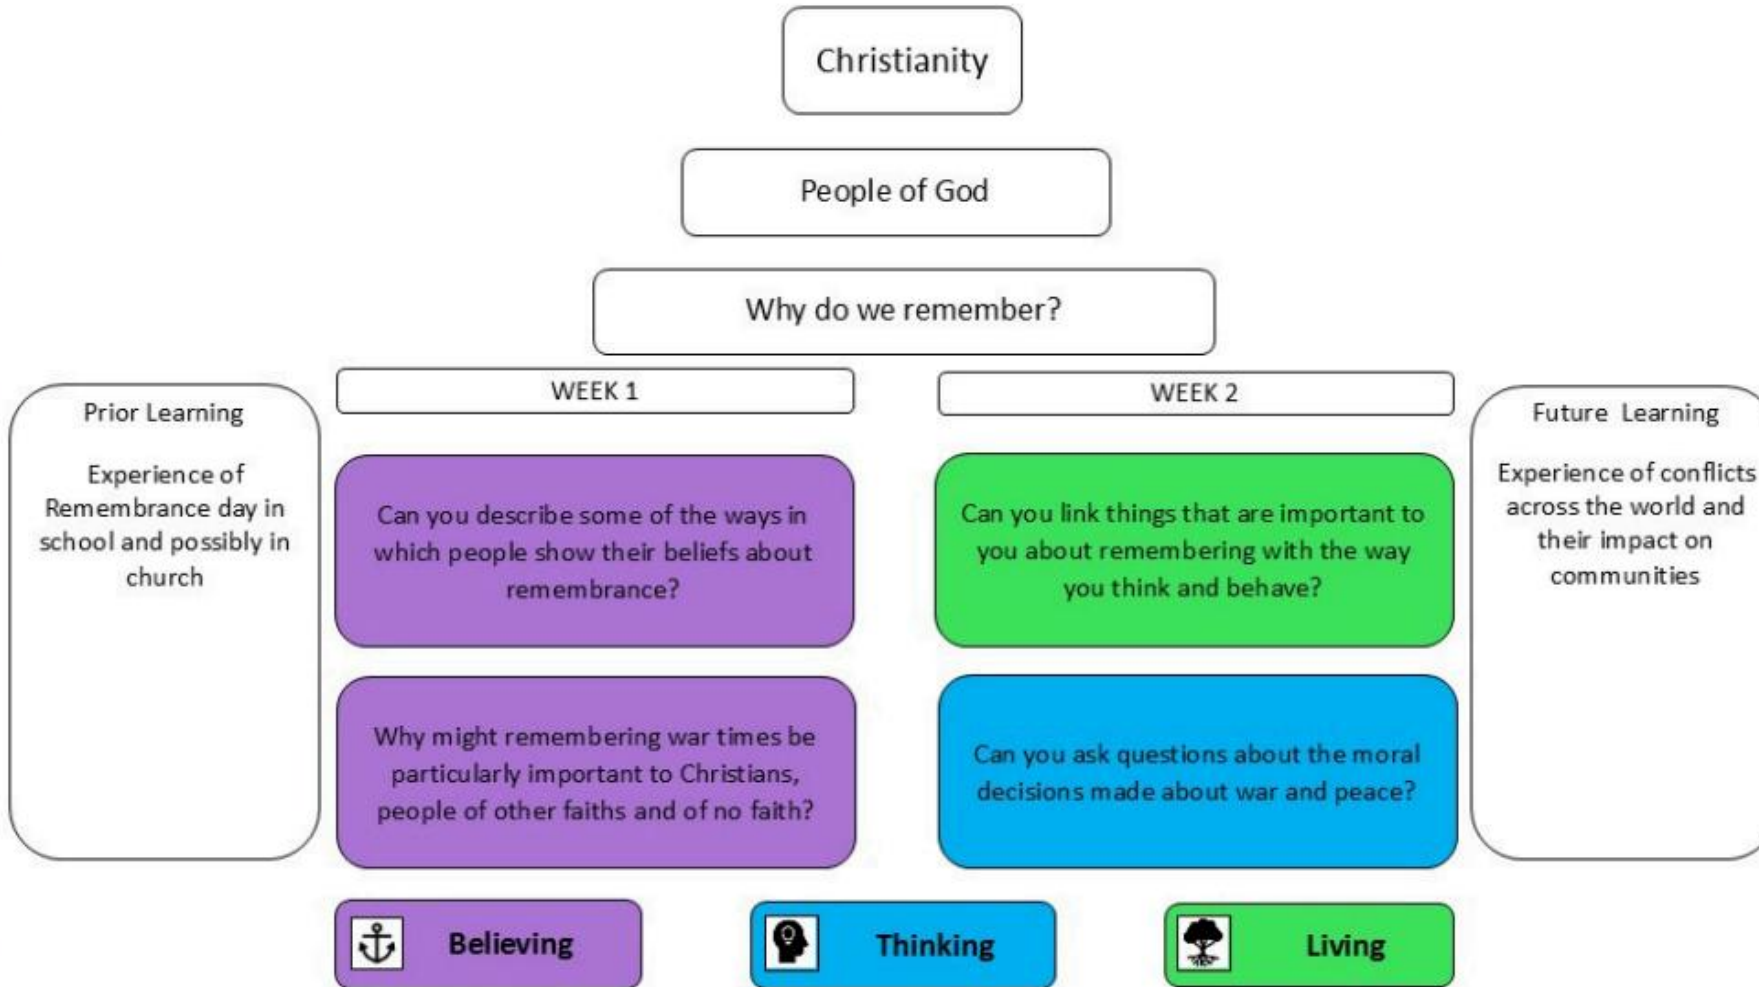 Christianity
People of God
Why do we remember?
Prior Learning
Experience of
Remembrance day in
school and possibly in
church
WEEK 1
Can you describe some of the ways in
which people show their beliefs about
remembrance?
Why might remembering war times be
particularly important to Christians,
people of other faiths and of no faith?
WEEK 2
Can you link things that are important to
you about remembering with the way
you think and behave?
Can you ask questions about the moral
decisions made about war and peace?
Future Learning
Experience of conflicts
across the world and
their impact on
communities
Believing
Thinking
Living